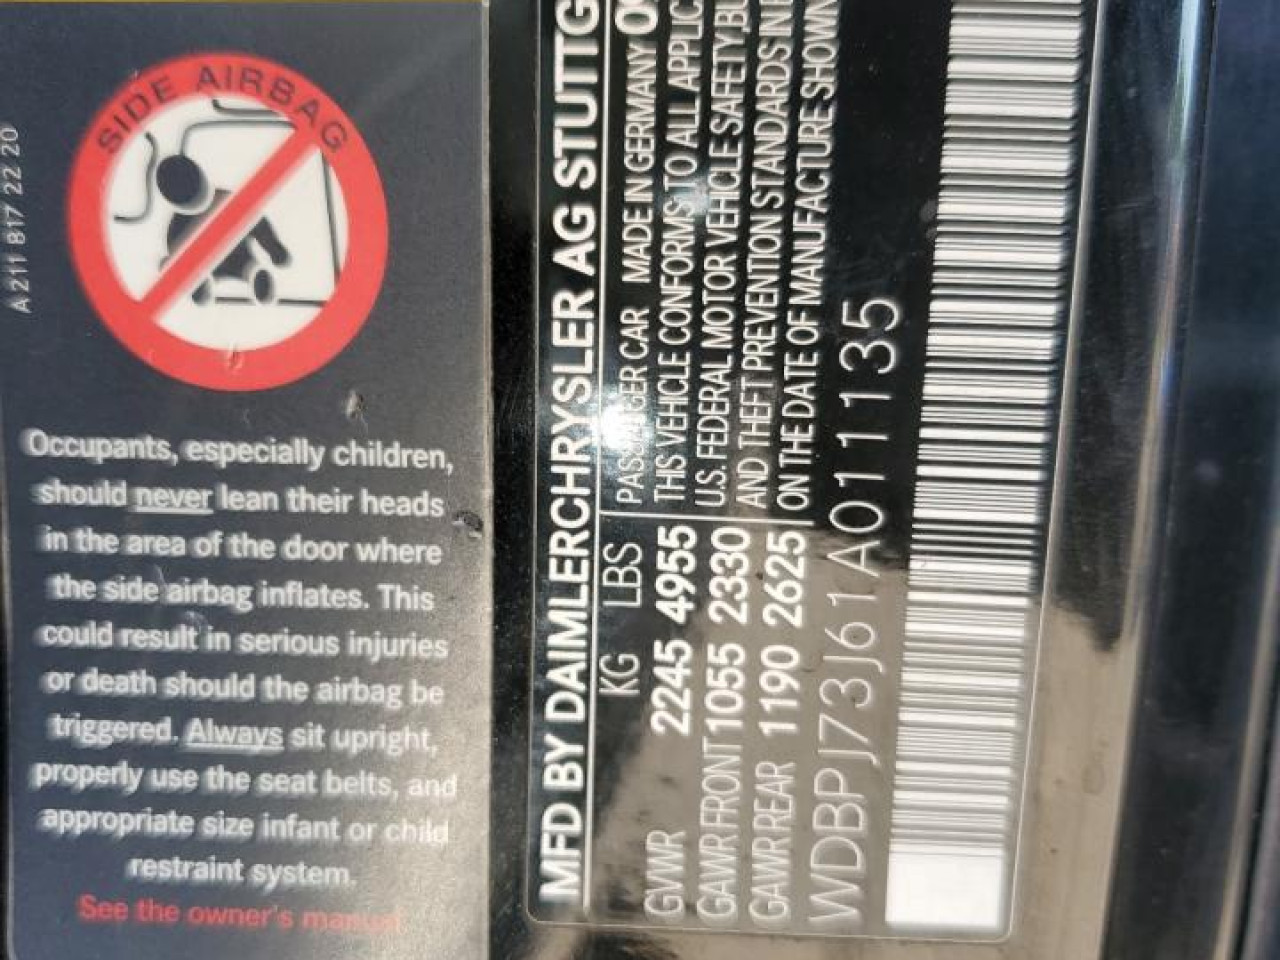 A 211 817 22 20
SIDE AIRBAG
Occupants, especially children,
should never lean their heads
in the area of the door where
the side airbag inflates. This
could result in serious injuries
or death should the airbag be
triggered. Always sit upright,
properly use the seat belts, and
appropriate size infant or child
restraint system.
See the owner's manual.
MFD BY DAIMLERCHRYSLER AG STUTTG
KG LBS
GVWR 2245 4955
GAWR FRONT 1055 2330
GAWR REAR 1190 2625
PASSENGER CAR MADE IN GERMANY 09
THIS VEHICLE CONFORMS TO ALL APPLIC
U.S. FEDERAL MOTOR VEHICLE SAFETY, BU
AND THEFT PREVENTION STANDARDS IN E
ON THE DATE OF MANUFACTURE SHOWN
WDBPJ73J61A011135